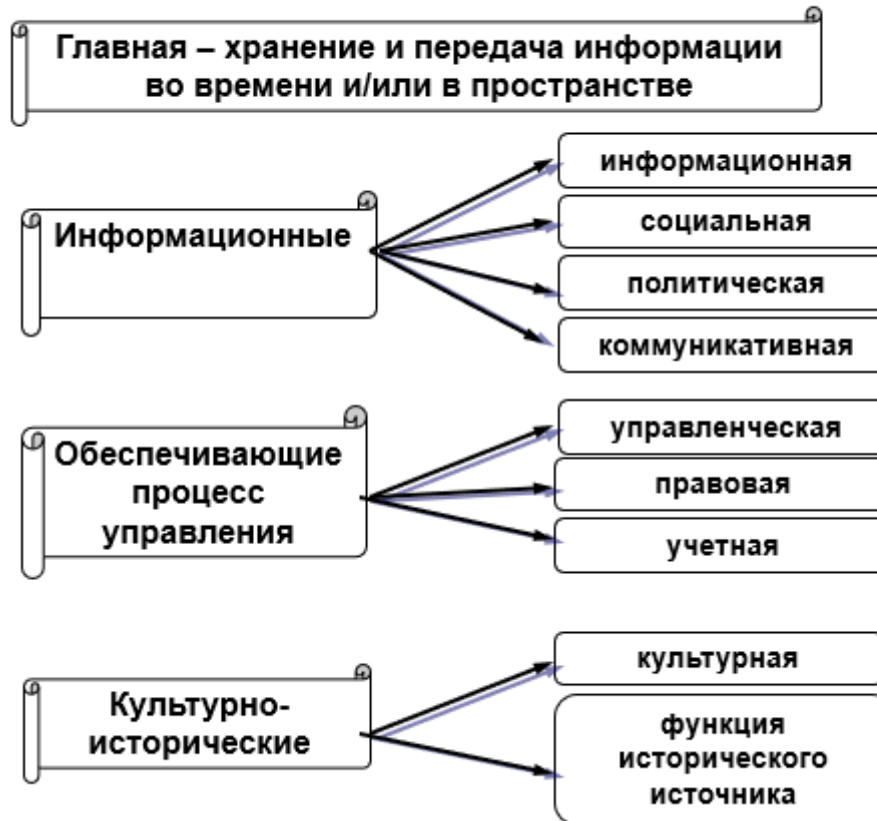 Главная – хранение и передача информации
во времени и/или в пространстве
Информационные
информационная
социальная
политическая
коммуникативная
Обеспечивающие
процесс
управления
управленческая
правовая
учетная
Культурно-
исторические
культурная
функция
исторического
источника